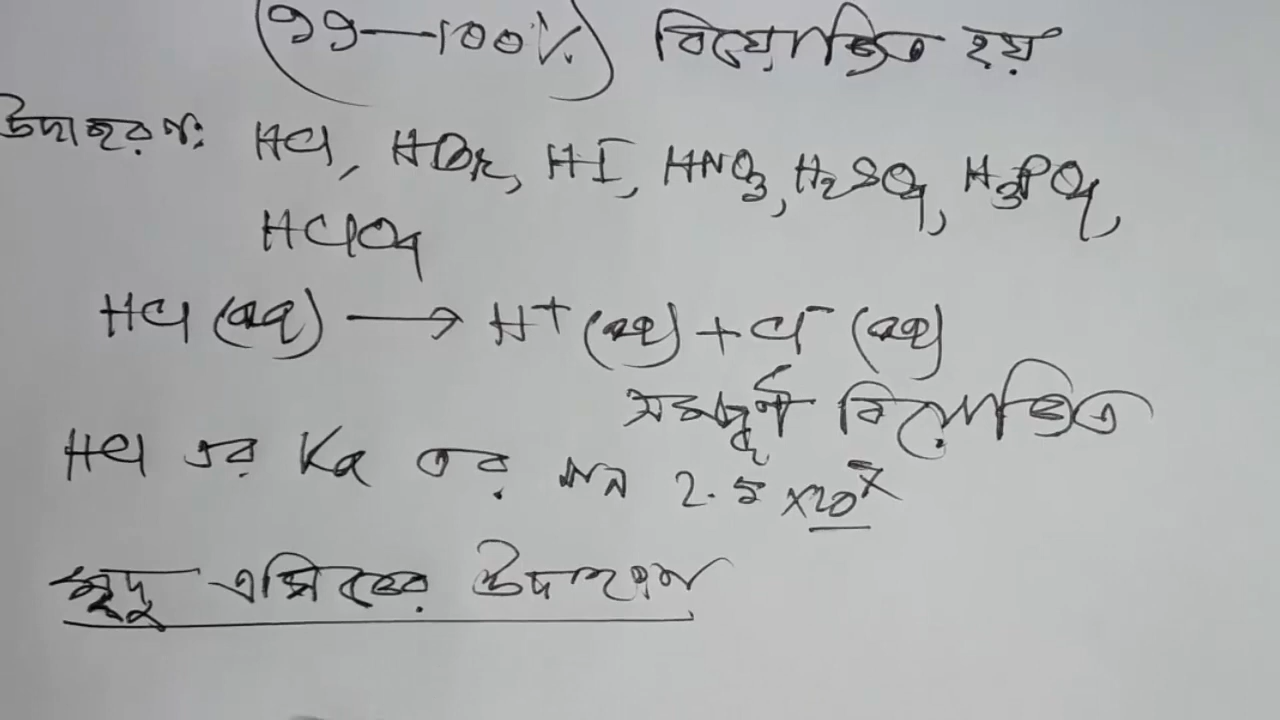 (99—100%) বিয়োজিত হয়
উদাহরণ: HCl, HBr, HI, HNO3, H2SO4, H3PO4,
HClO4
HCl (aq) → H+ (aq) + Cl- (aq)
সম্পূর্ণ বিয়োজিত
HCl এর Ka এর মান 2.5 ×10^7
মৃদু এসিডের উদাহরণ